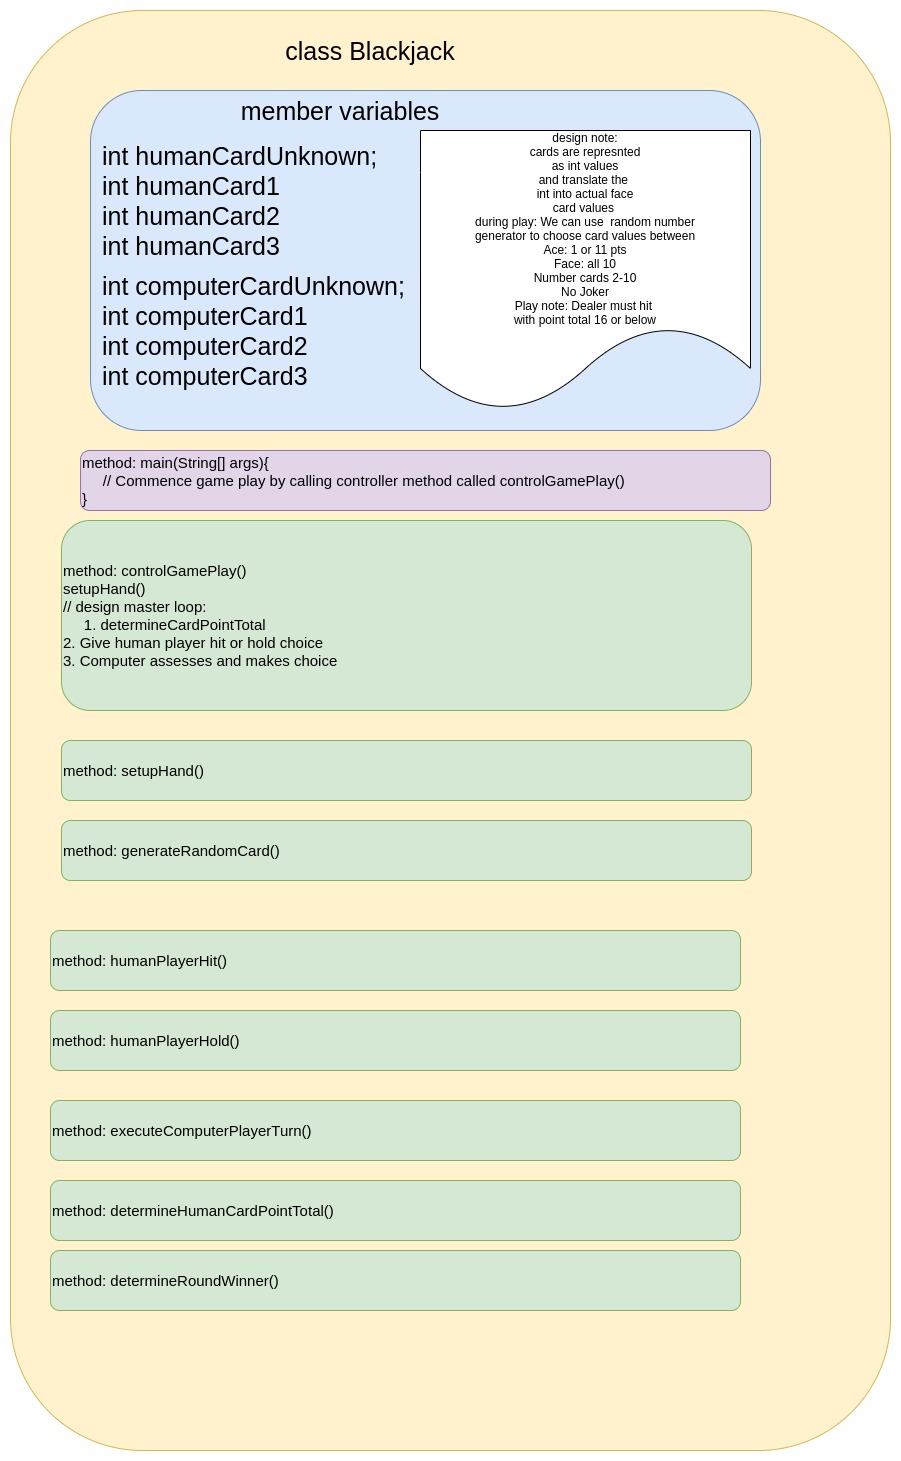 class Blackjack
member variables
int humanCardUnknown;
int humanCard1
int humanCard2
int humanCard3
int computerCardUnknown;
int computerCard1
int computerCard2
int computerCard3
design note:
cards are represnted
as int values
and translate the
int into actual face
card values
during play: We can use  random number
generator to choose card values between
Ace: 1 or 11 pts
Face: all 10
Number cards 2-10
No Joker
Play note: Dealer must hit
with point total 16 or below
method: main(String[] args){
// Commence game play by calling controller method called controlGamePlay()
}
method: controlGamePlay()
setupHand()
// design master loop:
1. determineCardPointTotal
2. Give human player hit or hold choice
3. Computer assesses and makes choice
method: setupHand()
method: generateRandomCard()
method: humanPlayerHit()
method: humanPlayerHold()
method: executeComputerPlayerTurn()
method: determineHumanCardPointTotal()
method: determineRoundWinner()